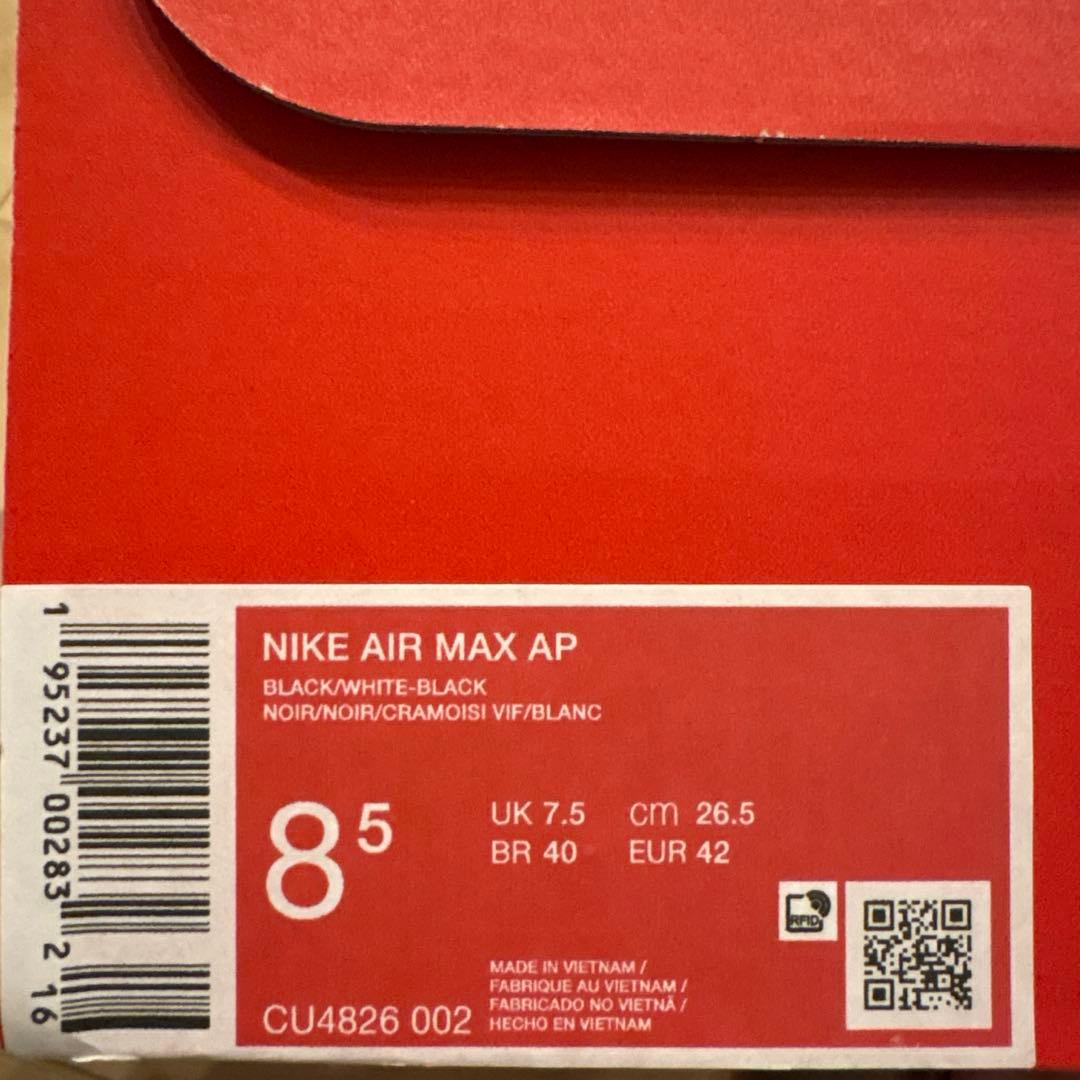 NIKE AIR MAX AP
BLACK/WHITE-BLACK
NOIR/NOIR/CRAMOISI VIF/BLANC
8 5
UK 7.5 cm 26.5
BR 40 EUR 42
RFID
MADE IN VIETNAM /
FABRIQUE AU VIETNAM /
FABRICADO NO VIETNÃ /
HECHO EN VIETNAM
CU4826 002
1 95237 00283 2 16